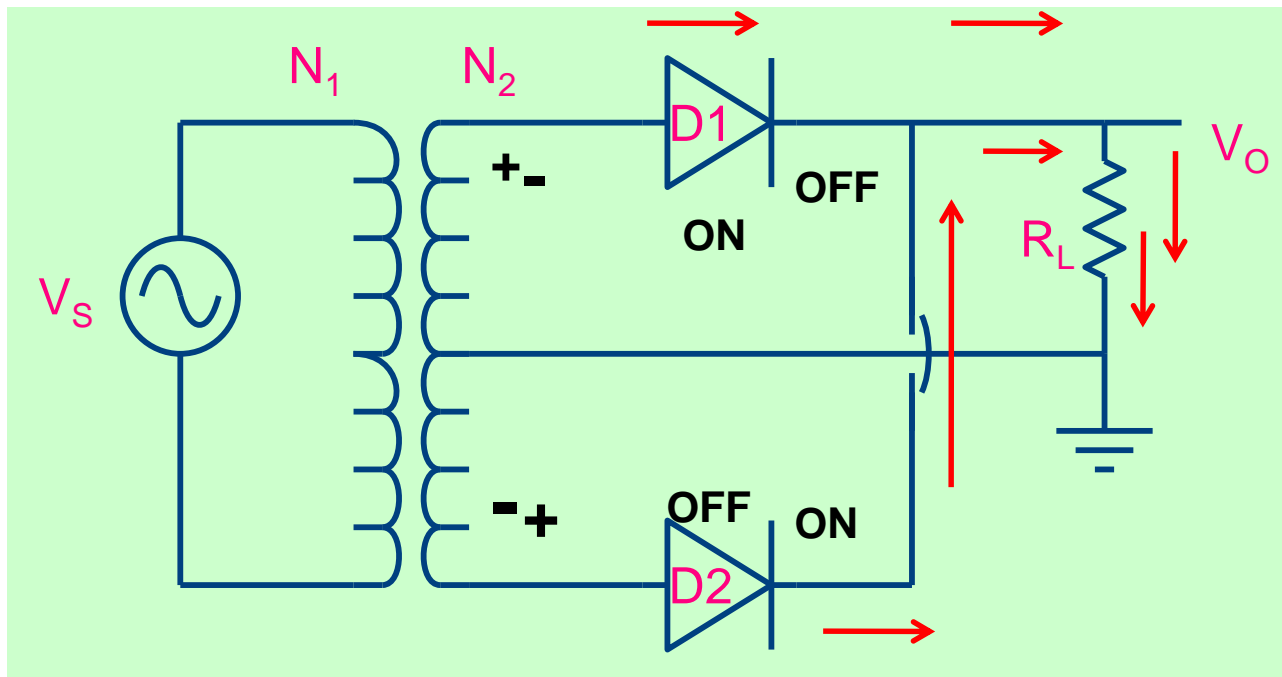 N1 N2
D1
VO
+-
OFF
ON
RL
VS
-+
OFF ON
D2